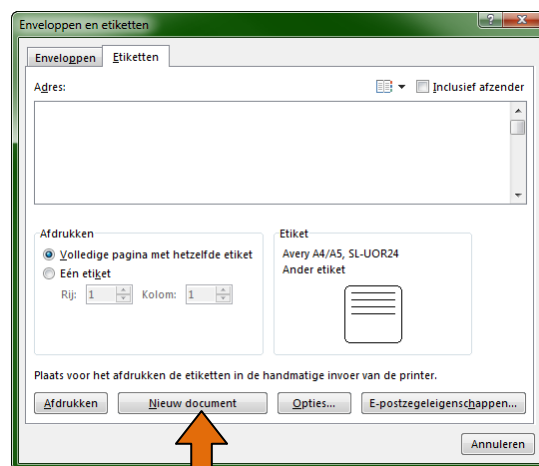 Enveloppen en etiketten
Enveloppen Etiketten
Adres: Inclusief afzender
Afdrukken
Volledige pagina met hetzelfde etiket
Eén etiket
Rij: 1 Kolom: 1
Etiket
Avery A4/A5, SL-UOR24
Ander etiket
Plaats voor het afdrukken de etiketten in de handmatige invoer van de printer.
Afdrukken Nieuw document Opties... E-postzegeleigenschappen...
Annuleren